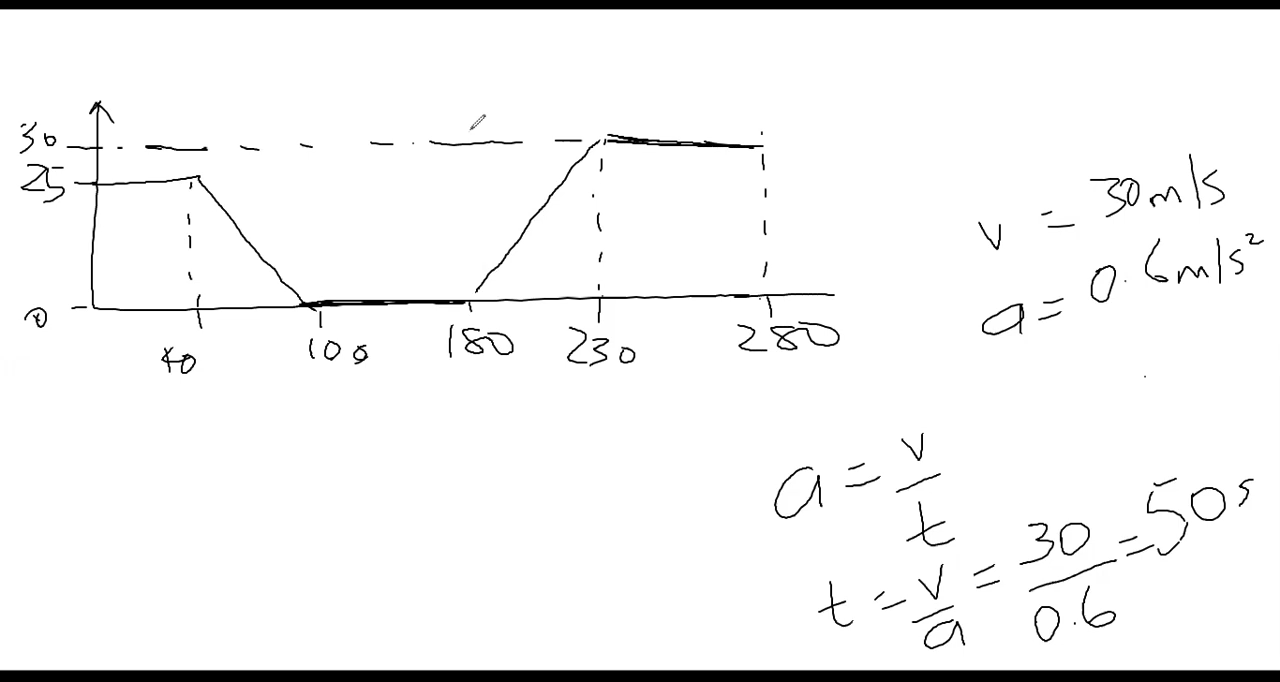 30
25
0
40 100 180 230 280
v = 30m/s
a = 0.6m/s²
a = v/t
t = v/a = 30/0.6 = 50s